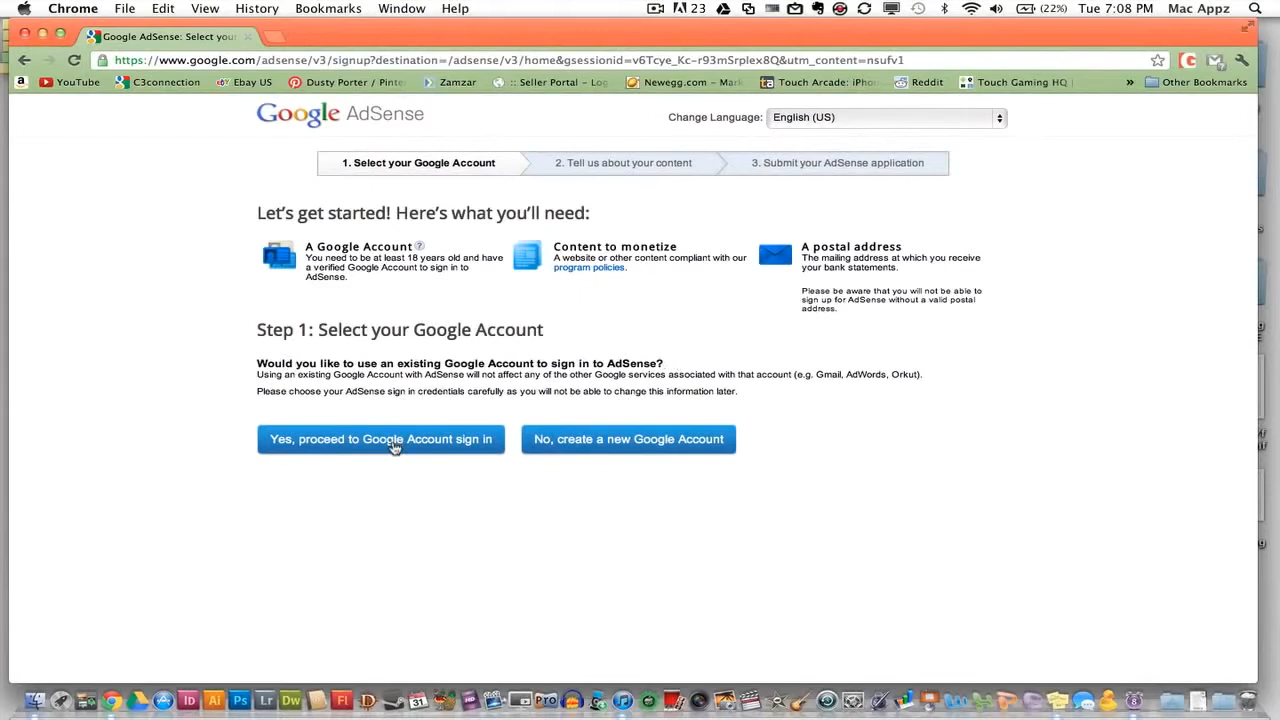 Chrome File Edit View History Bookmarks Window Help 23 (22%) Tue 7:08 PM Mac Appz
Google AdSense: Select your
https://www.google.com/adsense/v3/signup?destination=/adsense/v3/home&gsessionid=v6Tcye_Kc-r93mSrplex8Q&utm_content=nsufv1
YouTube C3connection Ebay US Dusty Porter / Pinte Zamzar :: Seller Portal - Log Newegg.com - Mark Touch Arcade: iPho Reddit Touch Gaming HQ | » Other Bookmarks
Google AdSense
Change Language: English (US)
1. Select your Google Account
2. Tell us about your content
3. Submit your AdSense application
Let's get started! Here's what you'll need:
A Google Account ?
You need to be at least 18 years old and have
a verified Google Account to sign in to
AdSense.
Content to monetize
A website or other content compliant with our
program policies.
A postal address
The mailing address at which you receive
your bank statements.
Please be aware that you will not be able to
sign up for AdSense without a valid postal
address.
Step 1: Select your Google Account
Would you like to use an existing Google Account to sign in to AdSense?
Using an existing Google Account with AdSense will not affect any of the other Google services associated with that account (e.g. Gmail, AdWords, Orkut).
Please choose your AdSense sign in credentials carefully as you will not be able to change this information later.
Yes, proceed to Google Account sign in
No, create a new Google Account
Id Ai Ps Lr Dw Fl D 31 PRO